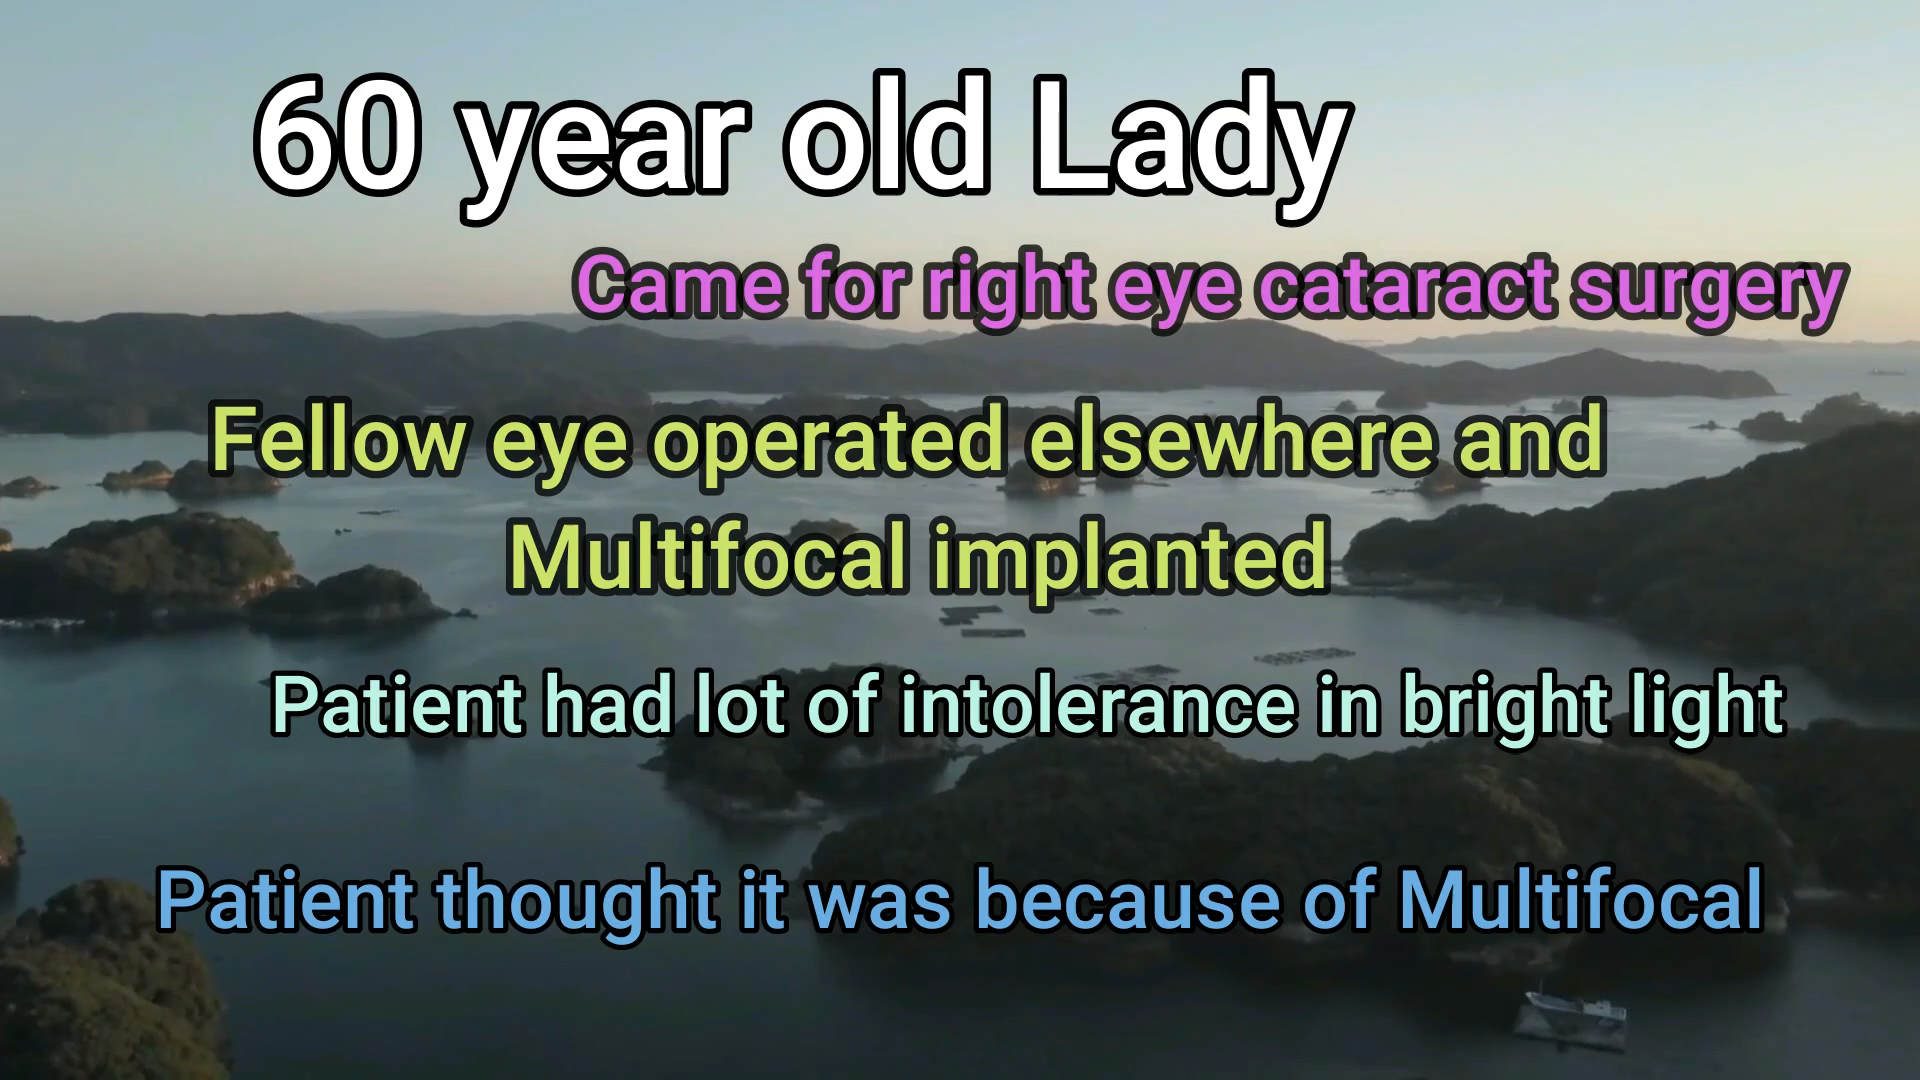 60 year old Lady
Came for right eye cataract surgery
Fellow eye operated elsewhere and
Multifocal implanted
Patient had lot of intolerance in bright light
Patient thought it was because of Multifocal